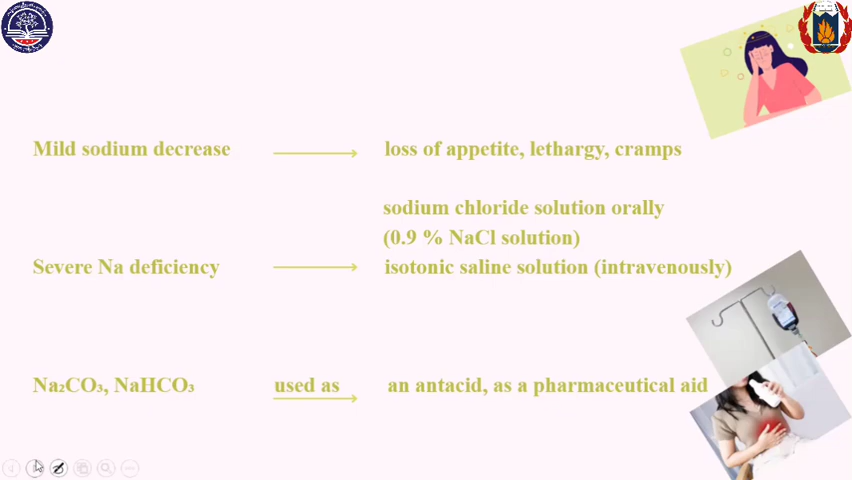 Mild sodium decrease loss of appetite, lethargy, cramps
sodium chloride solution orally
(0.9 % NaCl solution)
Severe Na deficiency isotonic saline solution (intravenously)
Na₂CO₃, NaHCO₃ used as an antacid, as a pharmaceutical aid